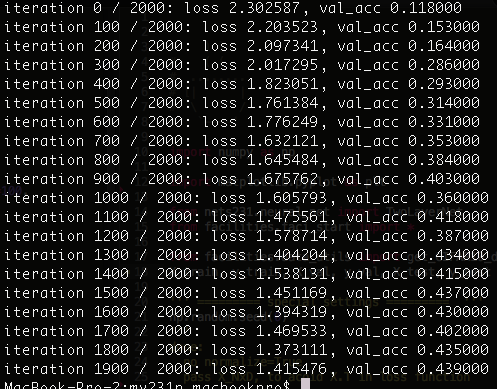 iteration 0 / 2000: loss 2.302587, val_acc 0.118000
iteration 100 / 2000: loss 2.203523, val_acc 0.153000
iteration 200 / 2000: loss 2.097341, val_acc 0.164000
iteration 300 / 2000: loss 2.017295, val_acc 0.286000
iteration 400 / 2000: loss 1.823051, val_acc 0.293000
iteration 500 / 2000: loss 1.761384, val_acc 0.314000
iteration 600 / 2000: loss 1.776249, val_acc 0.331000
iteration 700 / 2000: loss 1.632121, val_acc 0.353000
iteration 800 / 2000: loss 1.645484, val_acc 0.384000
iteration 900 / 2000: loss 1.675762, val_acc 0.403000
iteration 1000 / 2000: loss 1.605793, val_acc 0.360000
iteration 1100 / 2000: loss 1.475561, val_acc 0.418000
iteration 1200 / 2000: loss 1.578714, val_acc 0.387000
iteration 1300 / 2000: loss 1.404204, val_acc 0.434000
iteration 1400 / 2000: loss 1.538131, val_acc 0.415000
iteration 1500 / 2000: loss 1.451169, val_acc 0.437000
iteration 1600 / 2000: loss 1.394319, val_acc 0.430000
iteration 1700 / 2000: loss 1.469533, val_acc 0.402000
iteration 1800 / 2000: loss 1.373111, val_acc 0.435000
iteration 1900 / 2000: loss 1.415476, val_acc 0.439000
MacBook-Pro-2:my231n macbookpro$